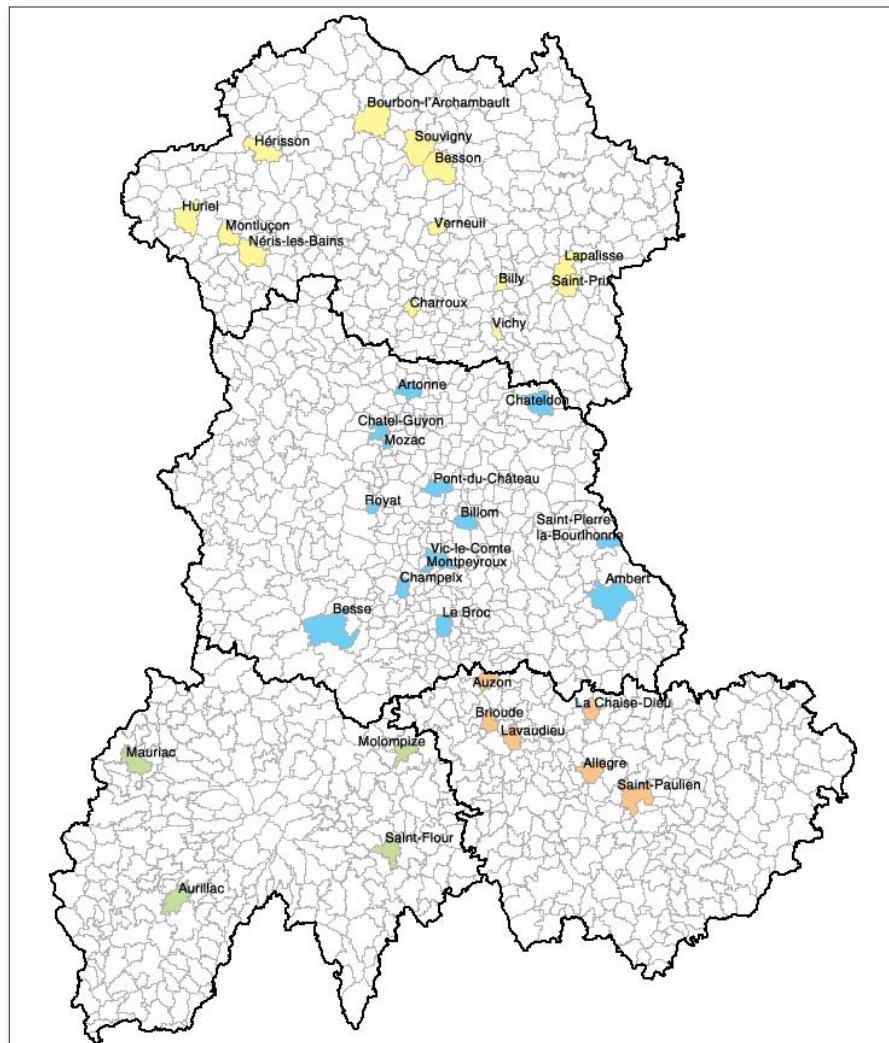 Bourbon-l'Archambault
Souvigny
Hérisson
Besson
Huriel
Montluçon
Verneuil
Néris-les-Bains
Lapalisse
Billy
Saint-Prix
Charroux
Vichy
Artonne
Chateldon
Chatel-Guyon
Mozac
Pont-du-Château
Royat
Billom
Saint-Pierre-
la-Bourlhonne
Vic-le-Comte
Montpeyroux
Champeix
Ambert
Besse
Le Broc
Auzon
La Chaise-Dieu
Brioude
Lavaudieu
Molompize
Mauriac
Allegre
Saint-Paulien
Saint-Flour
Aurillac